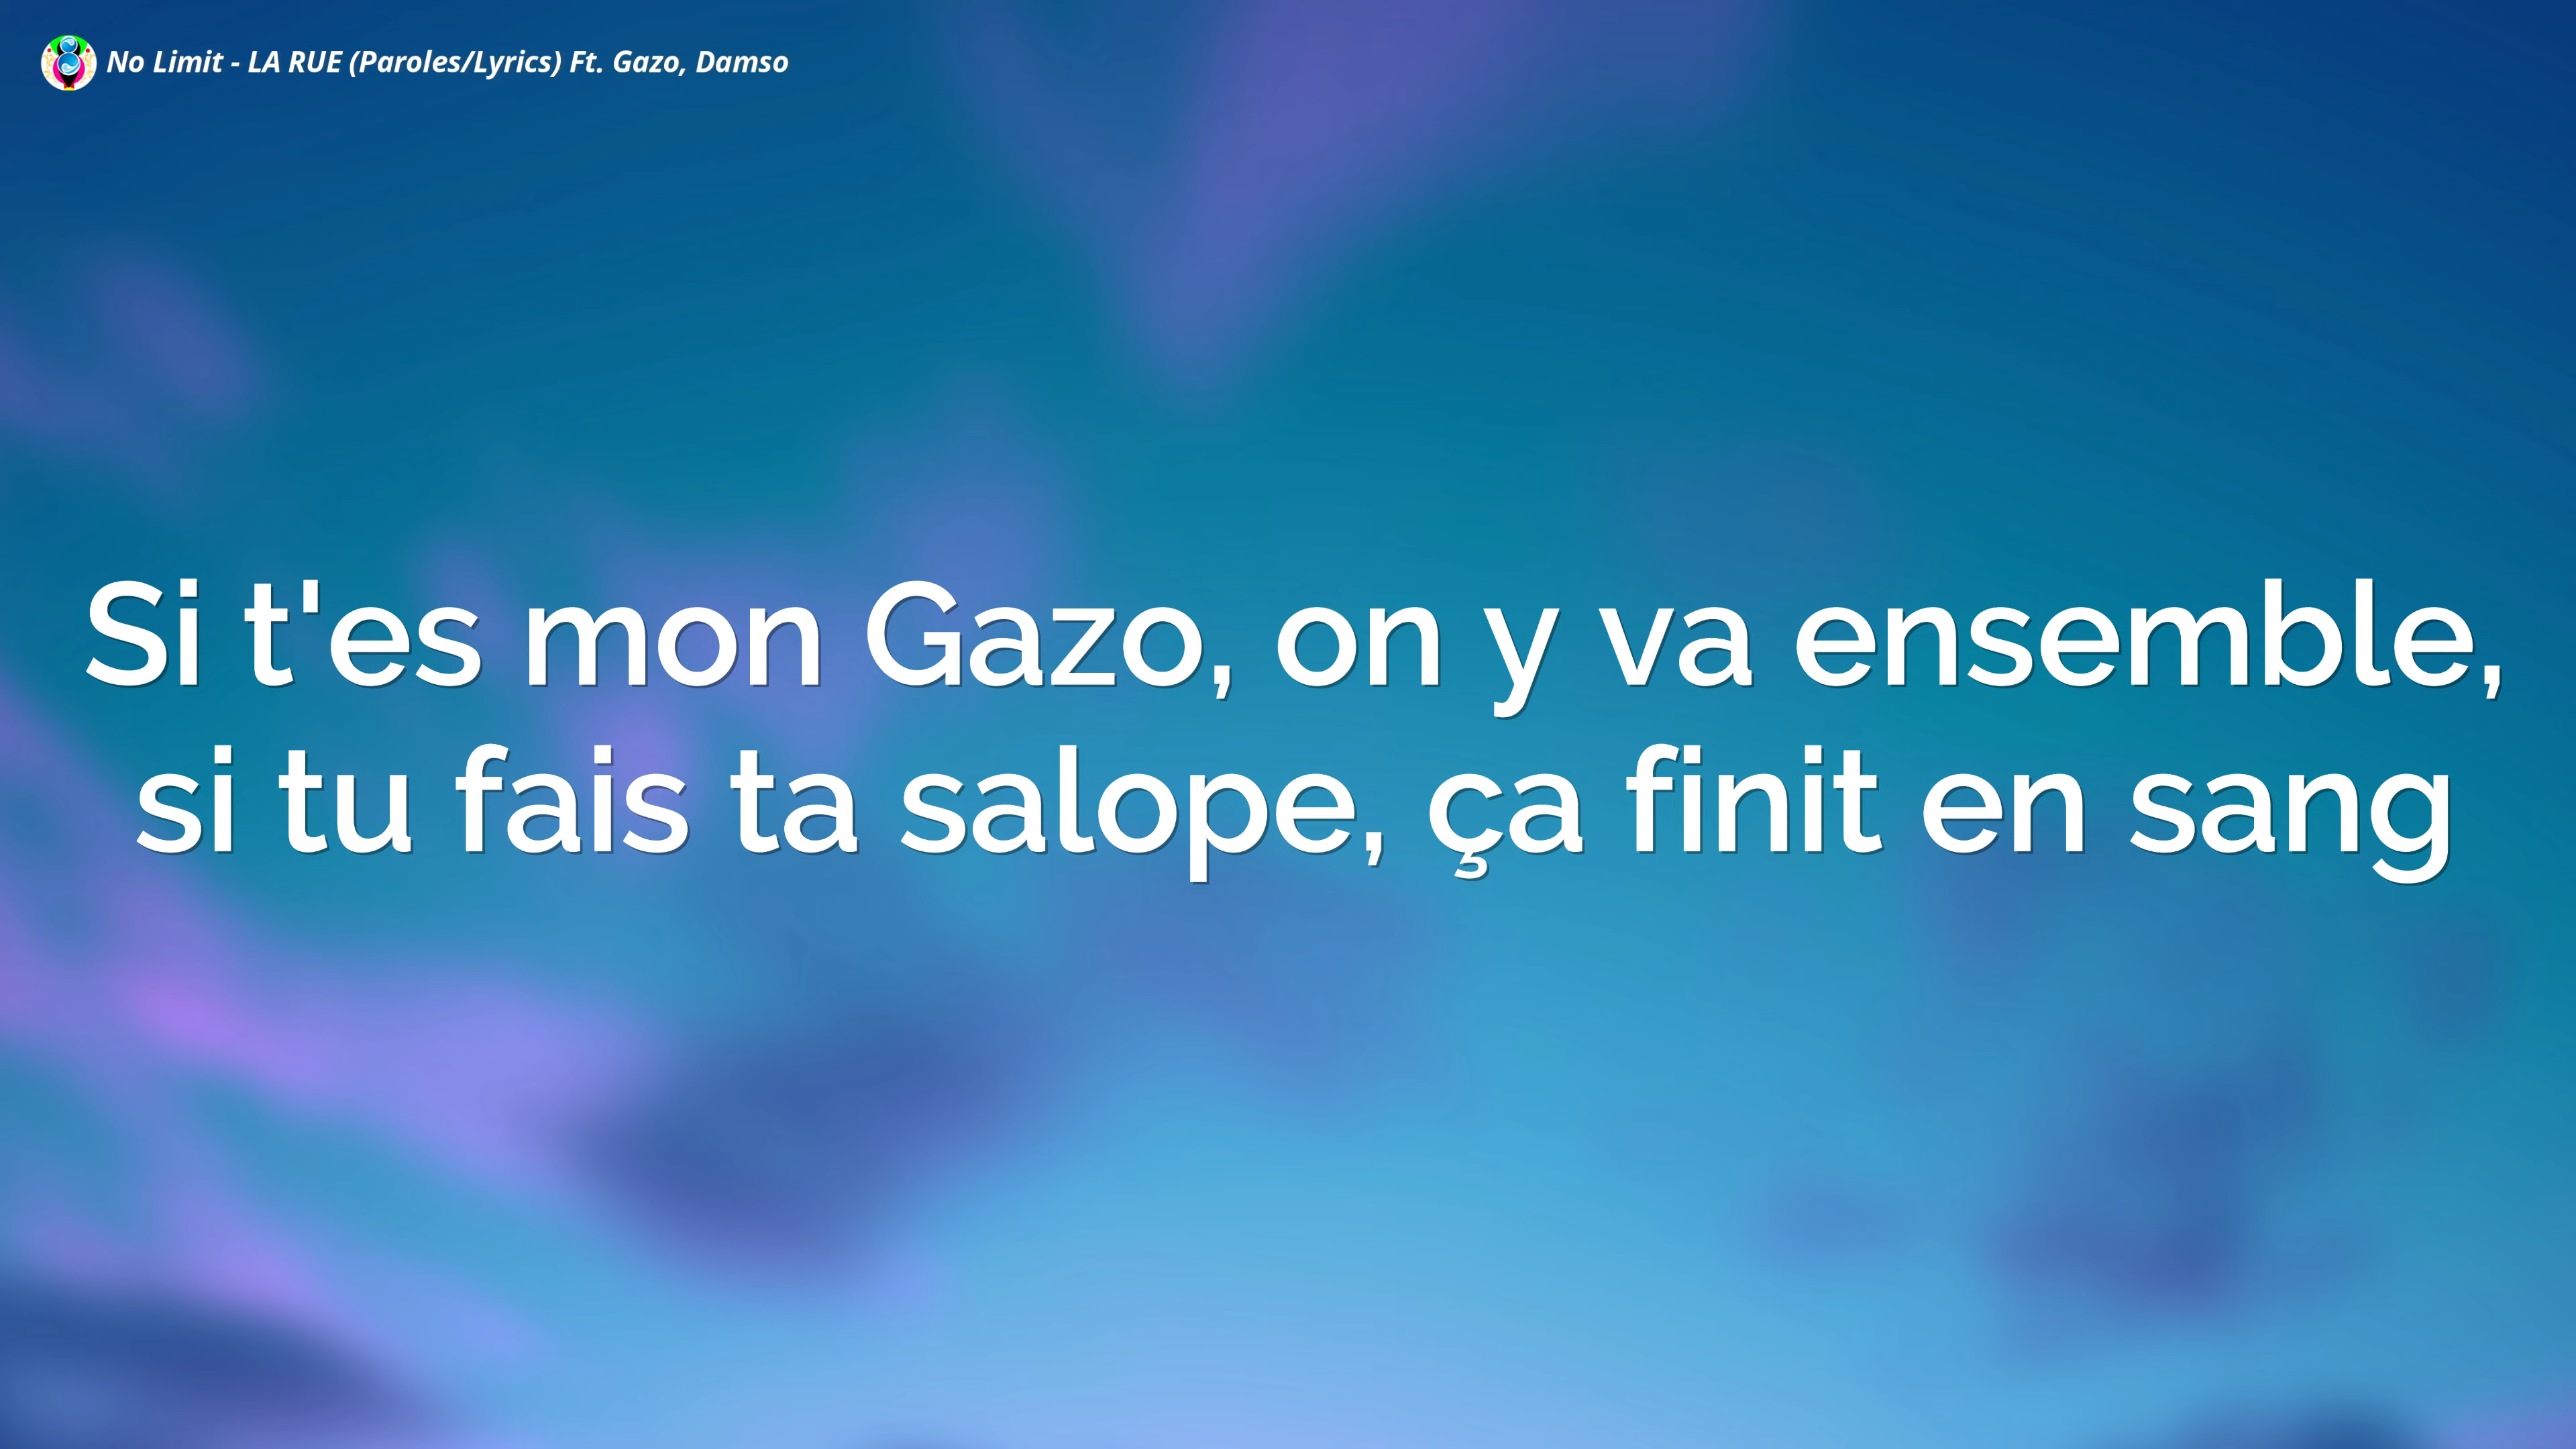 No Limit - LA RUE (Paroles/Lyrics) Ft. Gazo, Damso
Si t'es mon Gazo, on y va ensemble,
si tu fais ta salope, ça finit en sang